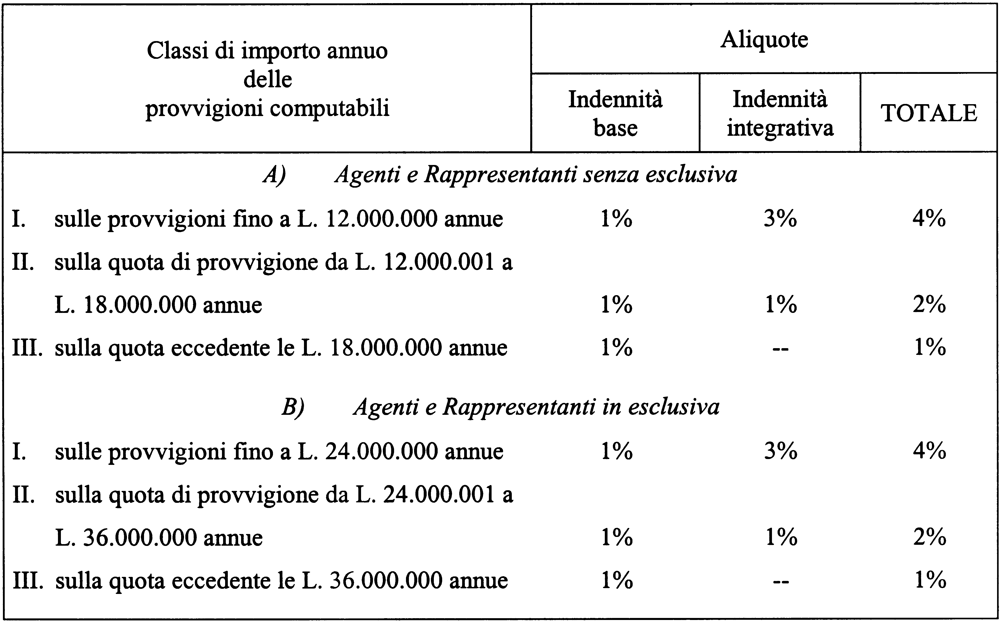 Classi di importo annuo
delle
provvigioni computabili
Aliquote
Indennità
base
Indennità
integrativa
TOTALE
A) Agenti e Rappresentanti senza esclusiva
I. sulle provvigioni fino a L. 12.000.000 annue 1% 3% 4%
II. sulla quota di provvigione da L. 12.000.001 a
L. 18.000.000 annue 1% 1% 2%
III. sulla quota eccedente le L. 18.000.000 annue 1% -- 1%
B) Agenti e Rappresentanti in esclusiva
I. sulle provvigioni fino a L. 24.000.000 annue 1% 3% 4%
II. sulla quota di provvigione da L. 24.000.001 a
L. 36.000.000 annue 1% 1% 2%
III. sulla quota eccedente le L. 36.000.000 annue 1% -- 1%